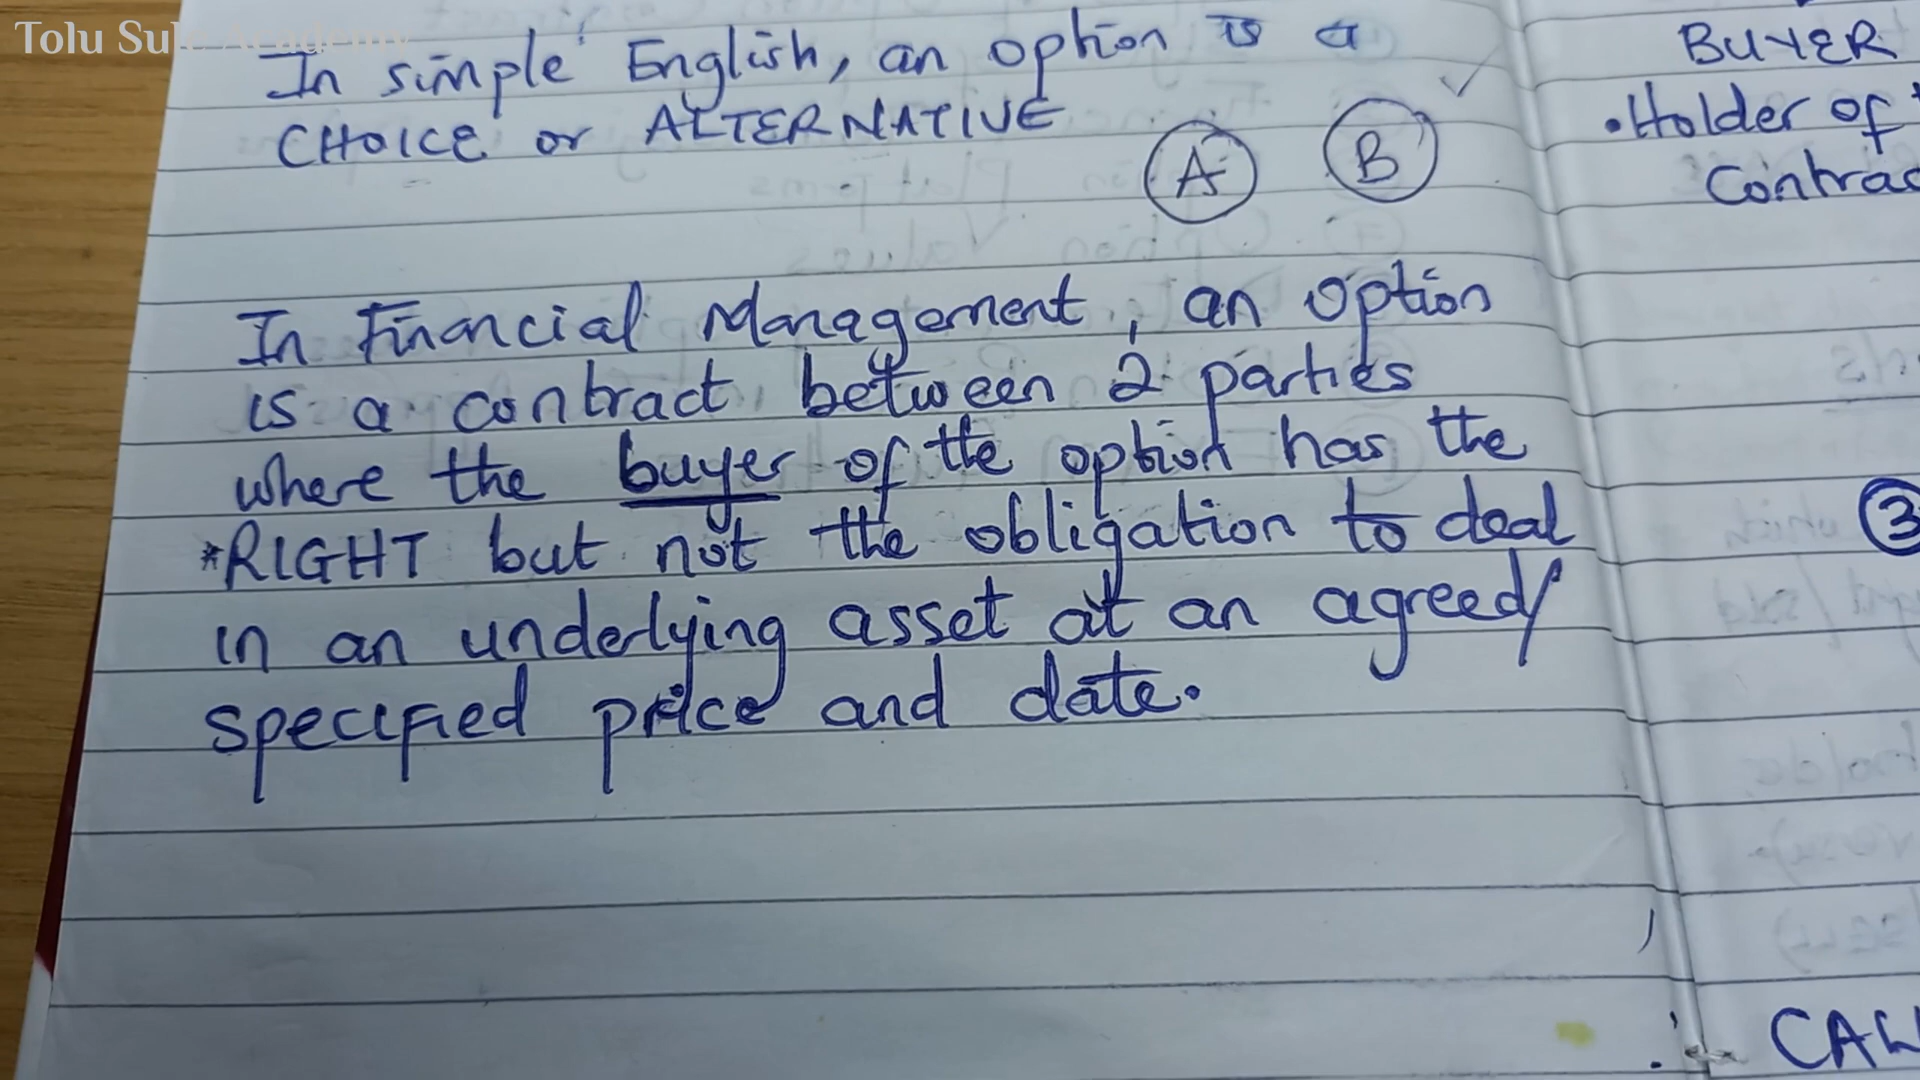 Tolu Sule Academy
In simple English, an option is a
CHOICE or ALTERNATIVE
A B
In Financial Management, an option
is a contract between 2 parties
where the buyer of the option has the
*RIGHT but not the obligation to deal
in an underlying asset at an agreed/
specified price and date.
BUYER
•Holder of
Contrac
3
CAL